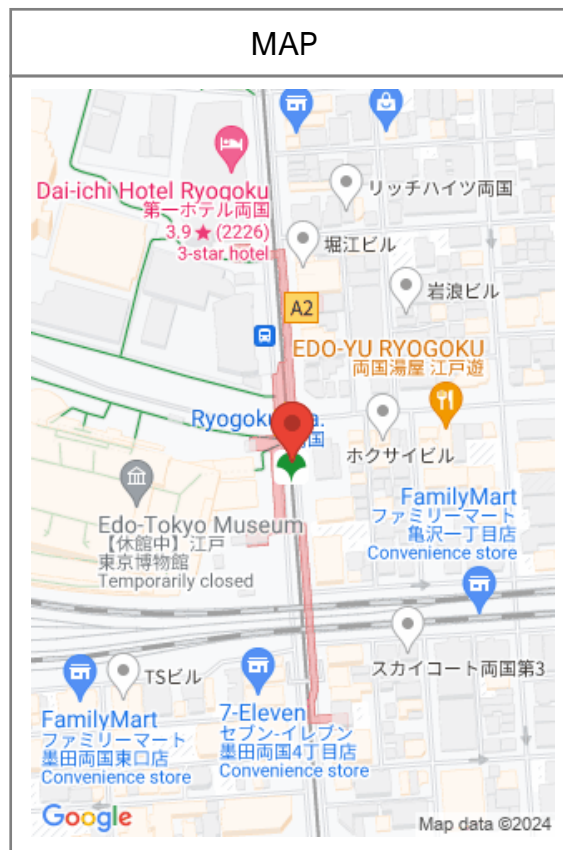 MAP
Dai-ichi Hotel Ryogoku
第一ホテル両国
3.9★(2226)
3-star hotel
リッチハイツ両国
堀江ビル
岩浪ビル
A2
EDO-YU RYOGOKU
両国湯屋 江戸遊
Ryogoku
a.
国
ホクサイビル
Edo-Tokyo Museum
【休館中】江戸
東京博物館
Temporarily closed
FamilyMart
ファミリーマート
亀沢一丁目店
Convenience store
スカイコート両国第3
TSビル
FamilyMart
ファミリーマート
墨田両国東口店
Convenience store
7-Eleven
セブン-イレブン
墨田両国4丁目店
Convenience store
Google
Map data ©2024